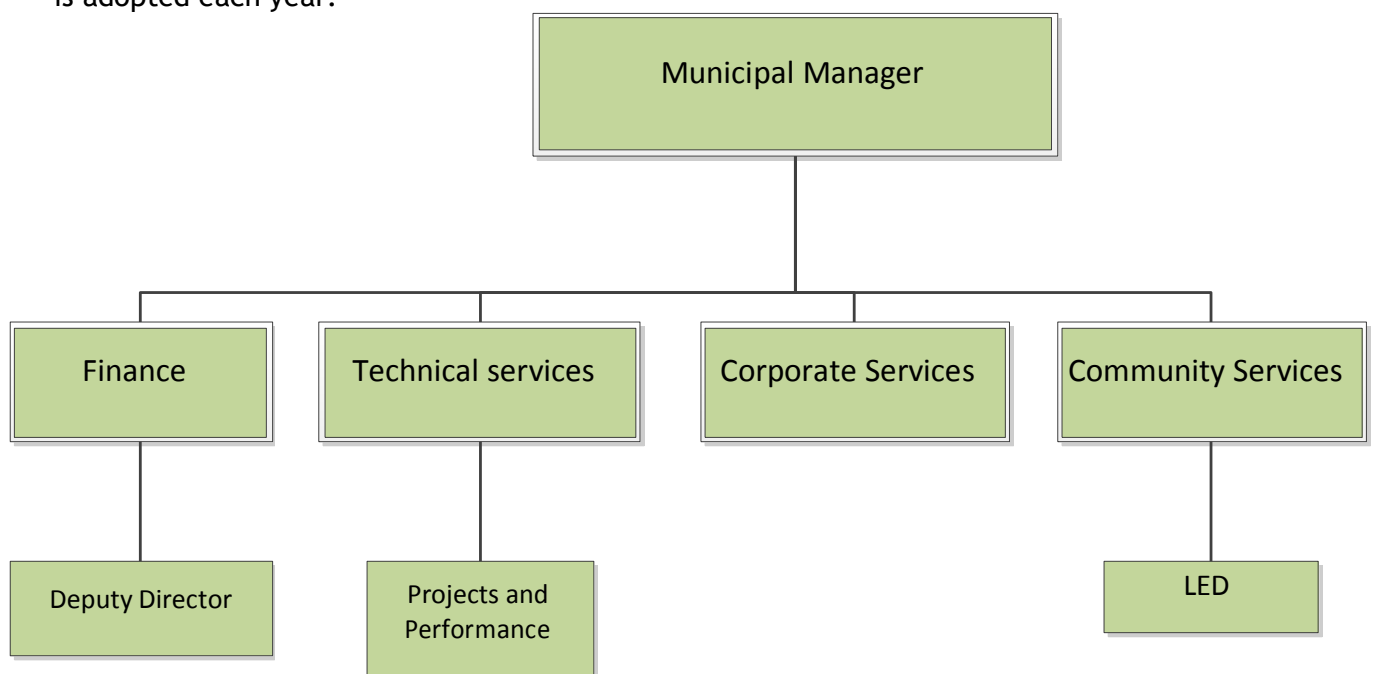 is adopted each year.
Municipal Manager
Finance
Technical services
Corporate Services
Community Services
Deputy Director
Projects and
Performance
LED